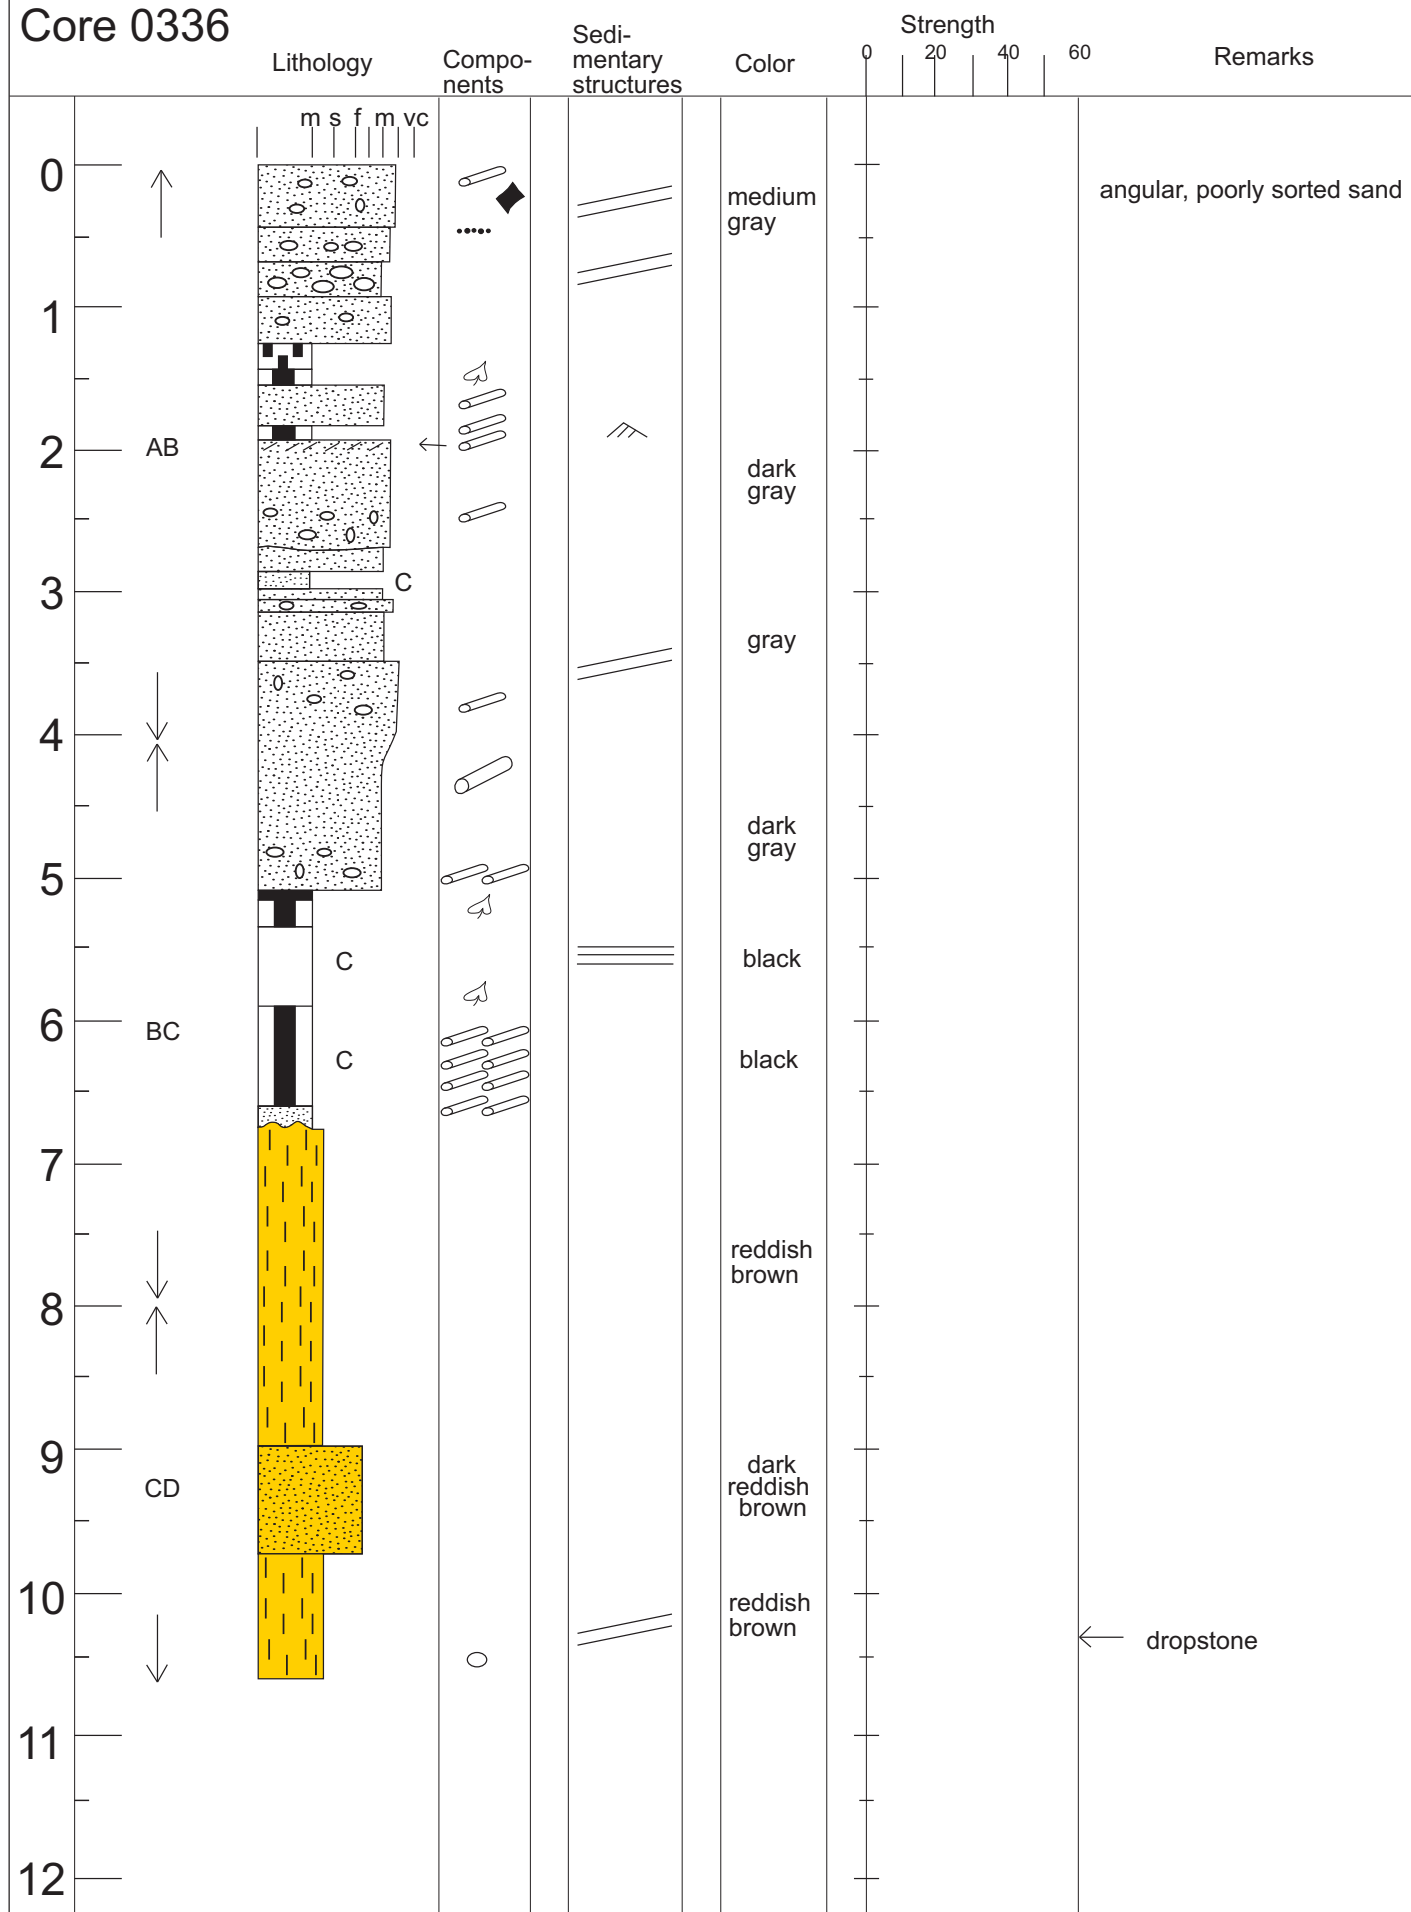 Core 0336
Lithology
Compo-
nents
Sedi-
mentary
structures
Color
Strength
0 20 40 60
Remarks
m s f m vc
0
medium
gray
angular, poorly sorted sand
1
2
AB
dark
gray
3
C
gray
4
dark
gray
5
C
black
6
BC
C
black
7
reddish
brown
8
9
CD
dark
reddish
brown
10
reddish
brown
dropstone
11
12